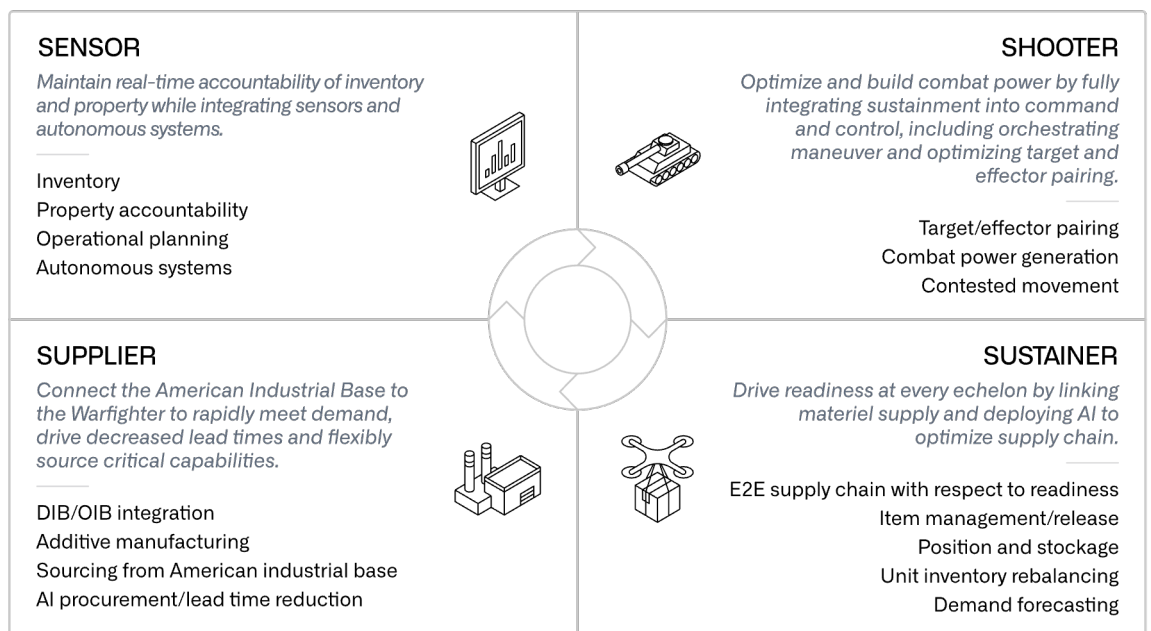 SENSOR
Maintain real-time accountability of inventory
and property while integrating sensors and
autonomous systems.
Inventory
Property accountability
Operational planning
Autonomous systems
SHOOTER
Optimize and build combat power by fully
integrating sustainment into command
and control, including orchestrating
maneuver and optimizing target and
effector pairing.
Target/effector pairing
Combat power generation
Contested movement
SUPPLIER
Connect the American Industrial Base to
the Warfighter to rapidly meet demand,
drive decreased lead times and flexibly
source critical capabilities.
DIB/OIB integration
Additive manufacturing
Sourcing from American industrial base
AI procurement/lead time reduction
SUSTAINER
Drive readiness at every echelon by linking
materiel supply and deploying AI to
optimize supply chain.
E2E supply chain with respect to readiness
Item management/release
Position and stockage
Unit inventory rebalancing
Demand forecasting